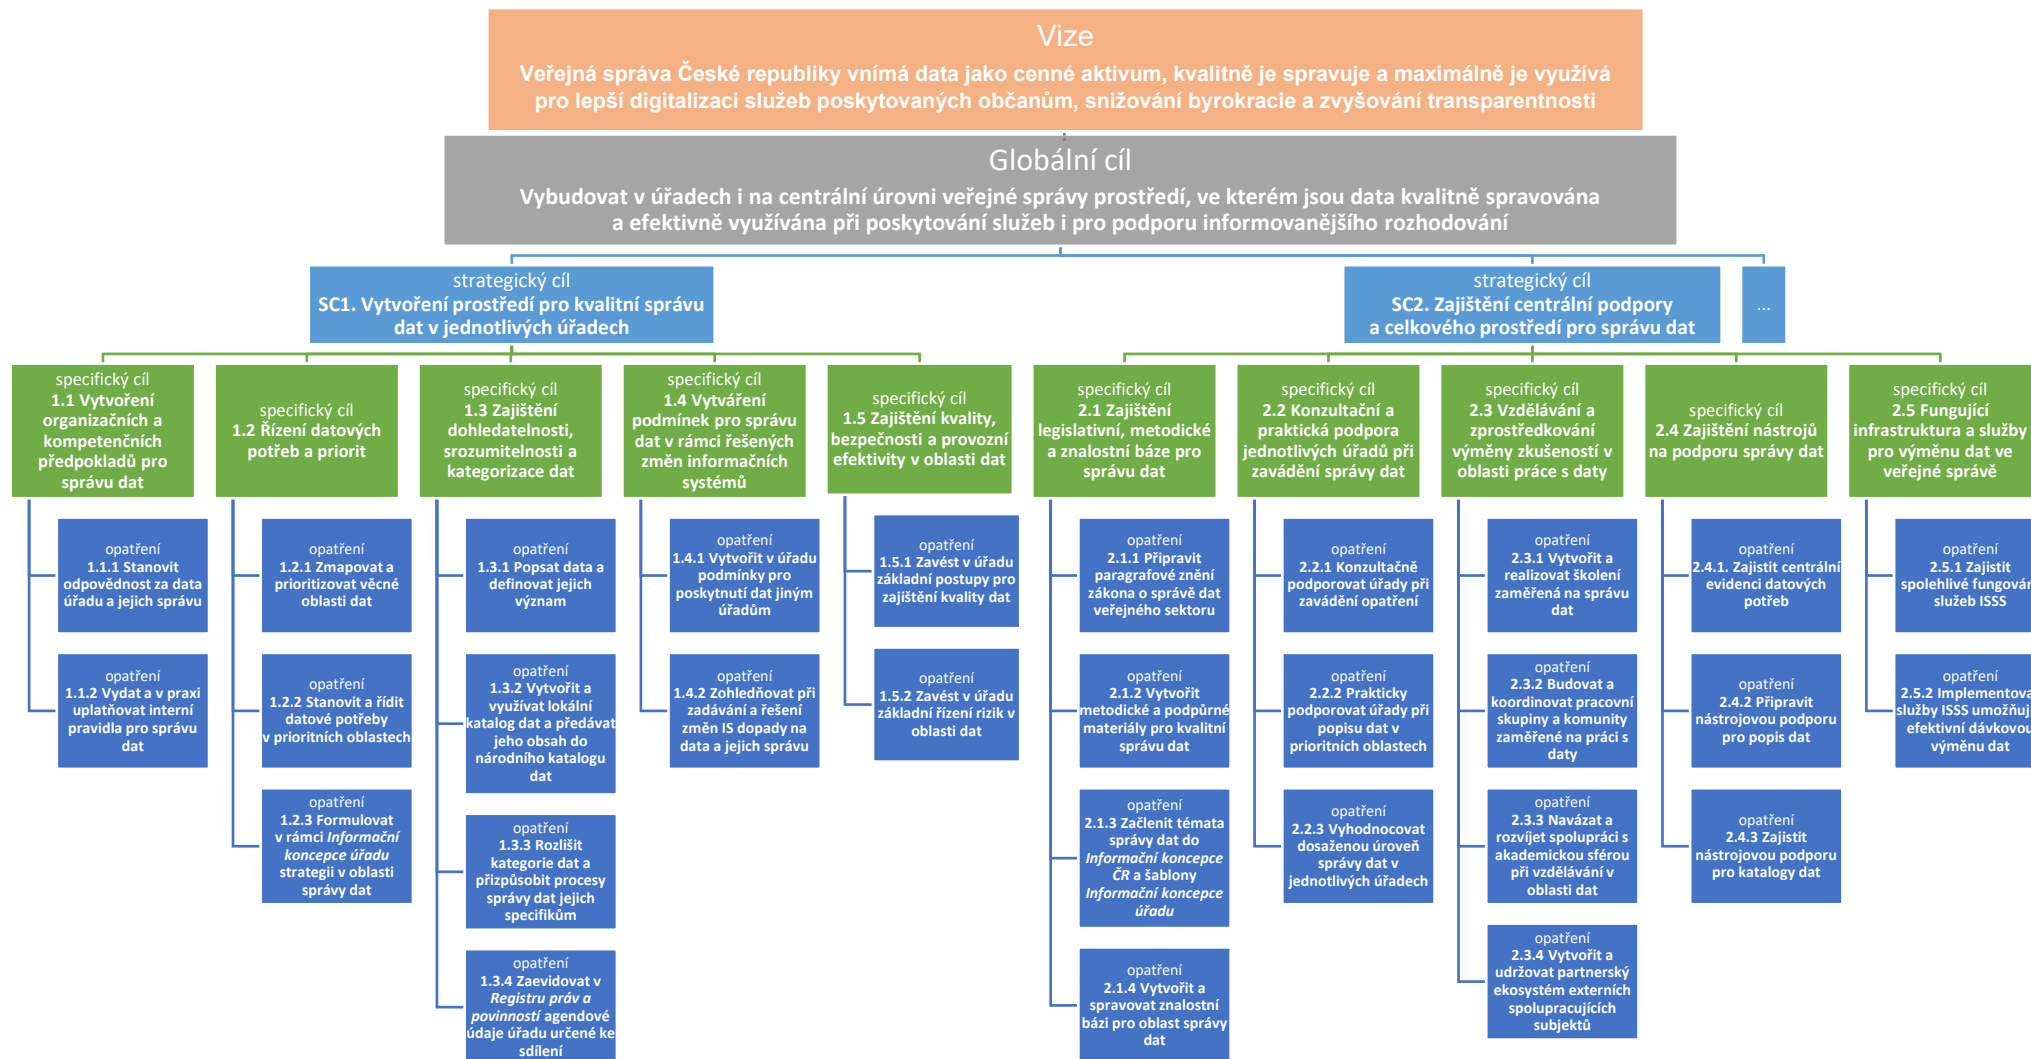 Vize
Veřejná správa České republiky vnímá data jako cenné aktivum, kvalitně je spravuje a maximálně je využívá
pro lepší digitalizaci služeb poskytovaných občanům, snižování byrokracie a zvyšování transparentnosti
Globální cíl
Vybudovat v úřadech i na centrální úrovni veřejné správy prostředí, ve kterém jsou data kvalitně spravována
a efektivně využívána při poskytování služeb i pro podporu informovanějšího rozhodování
strategický cíl
SC1. Vytvoření prostředí pro kvalitní správu
dat v jednotlivých úřadech
strategický cíl
SC2. Zajištění centrální podpory
a celkového prostředí pro správu dat
...
specifický cíl
1.1 Vytvoření
organizačních a
kompetenčních
předpokladů pro
správu dat
specifický cíl
1.2 Řízení datových
potřeb a priorit
specifický cíl
1.3 Zajištění
dohledatelnosti,
srozumitelnosti a
kategorizace dat
specifický cíl
1.4 Vytváření
podmínek pro správu
dat v rámci řešených
změn informačních
systémů
specifický cíl
1.5 Zajištění kvality,
bezpečnosti a provozní
efektivity v oblasti dat
specifický cíl
2.1 Zajištění
legislativní, metodické
a znalostní báze pro
správu dat
specifický cíl
2.2 Konzultační a
praktická podpora
jednotlivých úřadů při
zavádění správy dat
specifický cíl
2.3 Vzdělávání a
zprostředkování
výměny zkušeností v
oblasti práce s daty
specifický cíl
2.4 Zajištění nástrojů
na podporu správy dat
specifický cíl
2.5 Fungující
infrastruktura a služby
pro výměnu dat ve
veřejné správě
opatření
1.1.1 Stanovit
odpovědnost za data
úřadu a jejich správu
opatření
1.1.2 Vydat a v praxi
uplatňovat interní
pravidla pro správu
dat
opatření
1.2.1 Zmapovat a
prioritizovat věcné
oblasti dat
opatření
1.2.2 Stanovit a řídit
datové potřeby
v prioritních oblastech
opatření
1.2.3 Formulovat
v rámci Informační
koncepce úřadu
strategii v oblasti
správy dat
opatření
1.3.1 Popsat data a
definovat jejich
význam
opatření
1.3.2 Vytvořit a
využívat lokální
katalog dat a předávat
jeho obsah do
národního katalogu
dat
opatření
1.3.3 Rozlišit
kategorie dat a
přizpůsobit procesy
správy dat jejich
specifikům
opatření
1.3.4 Zaevidovat v
Registru práv a
povinností agendové
údaje úřadu určené ke
sdílení
opatření
1.4.1 Vytvořit v úřadu
podmínky pro
poskytnutí dat jiným
úřadům
opatření
1.4.2 Zohledňovat při
zadávání a řešení
změn IS dopady na
data a jejich správu
opatření
1.5.1 Zavést v úřadu
základní postupy pro
zajištění kvality dat
opatření
1.5.2 Zavést v úřadu
základní řízení rizik v
oblasti dat
opatření
2.1.1 Připravit
paragrafové znění
zákona o správě dat
veřejného sektoru
opatření
2.1.2 Vytvořit
metodické a podpůrné
materiály pro kvalitní
správu dat
opatření
2.1.3 Začlenit témata
správy dat do
Informační koncepce
ČR a šablony
Informační koncepce
úřadu
opatření
2.1.4 Vytvořit a
spravovat znalostní
bázi pro oblast správy
dat
opatření
2.2.1 Konzultačně
podporovat úřady při
zavádění opatření
opatření
2.2.2 Prakticky
podporovat úřady při
popisu dat v
prioritních oblastech
opatření
2.2.3 Vyhodnocovat
dosaženou úroveň
správy dat v
jednotlivých úřadech
opatření
2.3.1 Vytvořit a
realizovat školení
zaměřená na správu
dat
opatření
2.3.2 Budovat a
koordinovat pracovní
skupiny a komunity
zaměřené na práci s
daty
opatření
2.3.3 Navázat a
rozvíjet spolupráci s
akademickou sférou
při vzdělávání v
oblasti dat
opatření
2.3.4 Vytvořit a
udržovat partnerský
ekosystém externích
spolupracující
subjektů
opatření
2.4.1. Zajistit centrální
evidenci datových
potřeb
opatření
2.4.2 Připravit
nástrojovou podporu
pro popis dat
opatření
2.4.3 Zajistit
nástrojovou podporu
pro katalogy dat
opatření
2.5.1 Zajistit
spolehlivé fungován
služeb ISSS
opatření
2.5.2 Implementova
služby ISSS umožňuj
efektivní dávkovou
výměnu dat